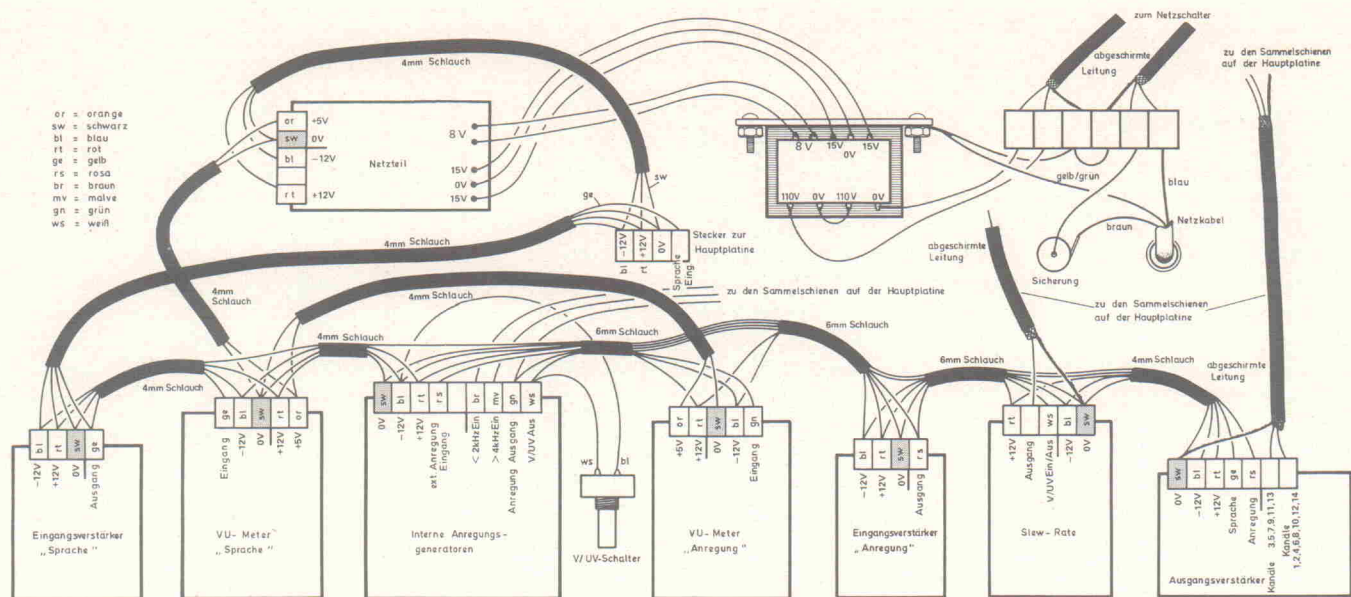 zum Netzschalter
abgeschirmte
Leitung
zu den Sammelschienen
auf der Hauptplatine
4mm Schlauch
or = orange
sw = schwarz
bl = blau
rt = rot
ge = gelb
rs = rosa
br = braun
mv = malve
gn = grün
ws = weiß
or +5V
sw 0V
bl -12V
rt +12V
Netzteil
8V
15V
0V
15V
8V 15V 0V 15V
110V 0V 110V 0V
gelb/grün
blau
braun
Netzkabel
Sicherung
sw
ge
Stecker zur
Hauptplatine
-12V +12V 0V Sprache Eing.
bl rt
4mm Schlauch
4mm
Schlauch
4mm Schlauch
zu den Sammelschienen auf der Hauptplatine
abgeschirmte
Leitung
zu den Sammelschienen
auf der Hauptplatine
4mm Schlauch
4mm Schlauch
6mm Schlauch
6mm Schlauch
6mm Schlauch
4mm Schlauch
abgeschirmte
Leitung
bl rt sw ge
-12V +12V 0V Ausgang
Eingangsverstärker
„Sprache"
ge bl sw rt or
Eingang -12V 0V +12V +5V
VU-Meter
„Sprache"
sw bl rt rs br mv gn ws
0V -12V +12V ext Anregung Eingang < 2kHz Ein > 4kHz Ein Anregung Ausgang V/UV Aus
Interne Anregungs-
generatoren
ws bl
V/UV-Schalter
or rt sw bl gn
+5V +12V 0V -12V Eingang
VU-Meter
„Anregung"
bl rt sw rs
-12V +12V 0V Ausgang
Eingangsverstärker
„Anregung"
rt ws bl sw
+12V Ausgang V/UV Ein/Aus -12V 0V
Slew-Rate
sw bl rt ge rs
0V -12V +12V Sprache Anregung Kanäle 3,5,7,9,11,13 Kanäle 1,2,4,6,8,10,12,14
Ausgangsverstärker